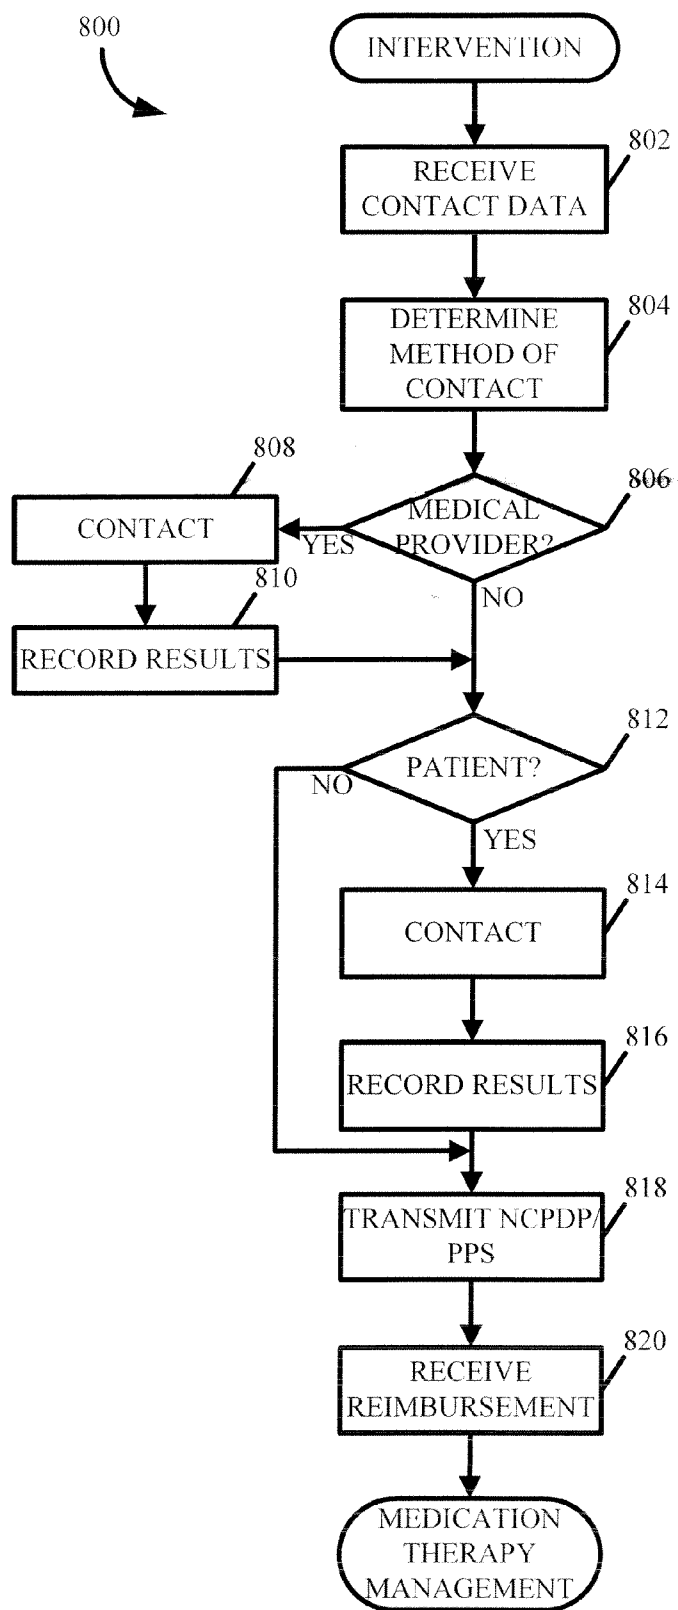 800
INTERVENTION
802
RECEIVE
CONTACT DATA
804
DETERMINE
METHOD OF
CONTACT
808
806
CONTACT
YES
MEDICAL
PROVIDER?
810
NO
RECORD RESULTS
812
PATIENT?
NO
YES
814
CONTACT
816
RECORD RESULTS
818
TRANSMIT NCPDP/
PPS
820
RECEIVE
REIMBURSEMENT
MEDICATION
THERAPY
MANAGEMENT